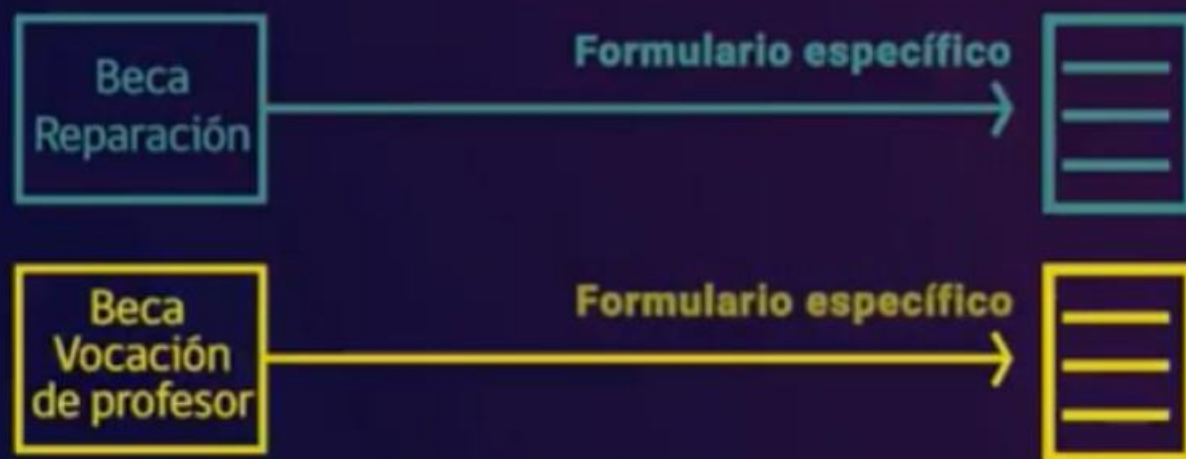 Beca
Reparación
Formulario específico
Beca
Vocación
de profesor
Formulario específico